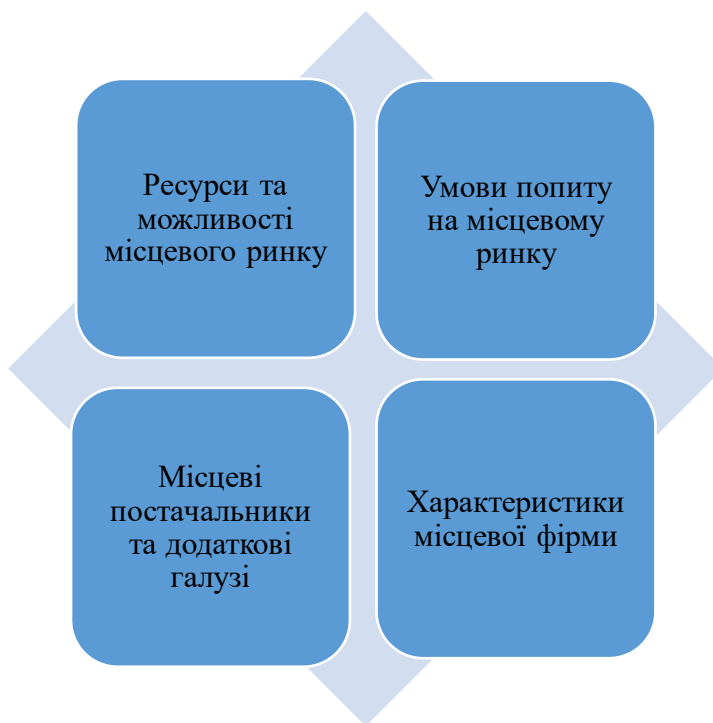 Ресурси та
можливості
місцевого ринку
Умови попиту
на місцевому
ринку
Місцеві
постачальники
та додаткові
галузі
Характеристики
місцевої фірми